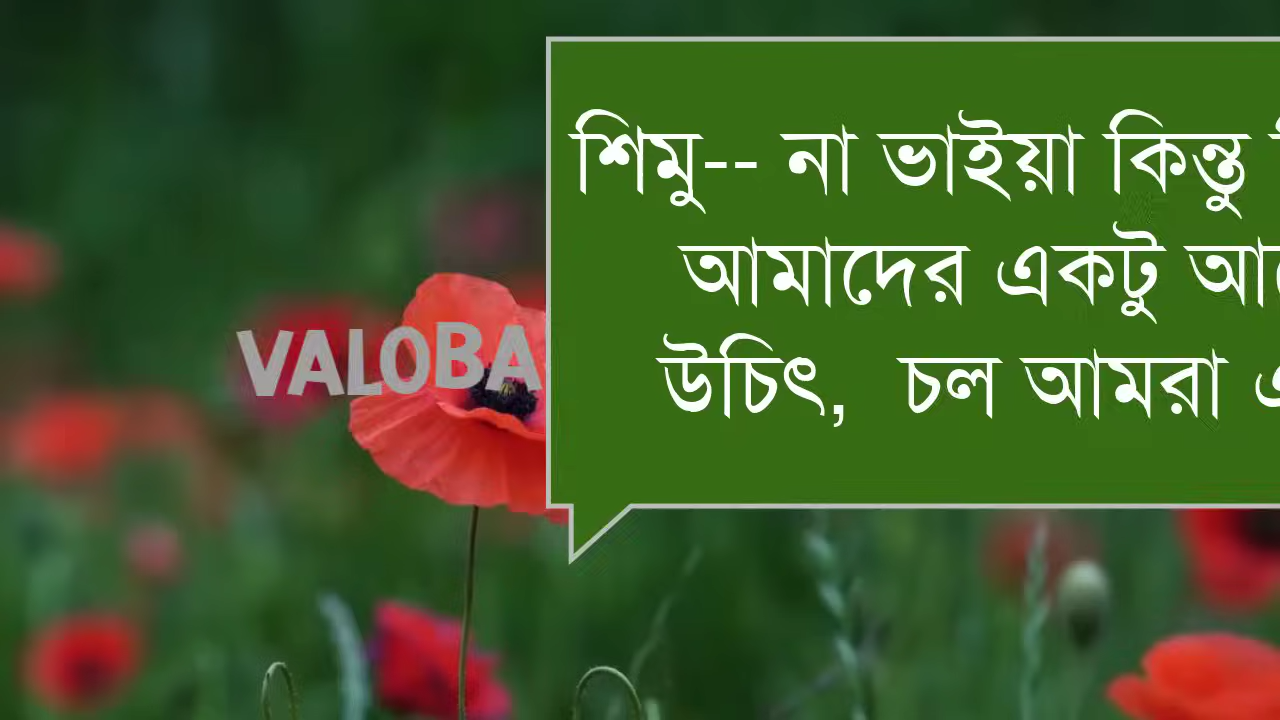 শিমু-- না ভাইয়া কিন্তু
আমাদের একটু
উচিৎ, চল আমরা
VALOBA